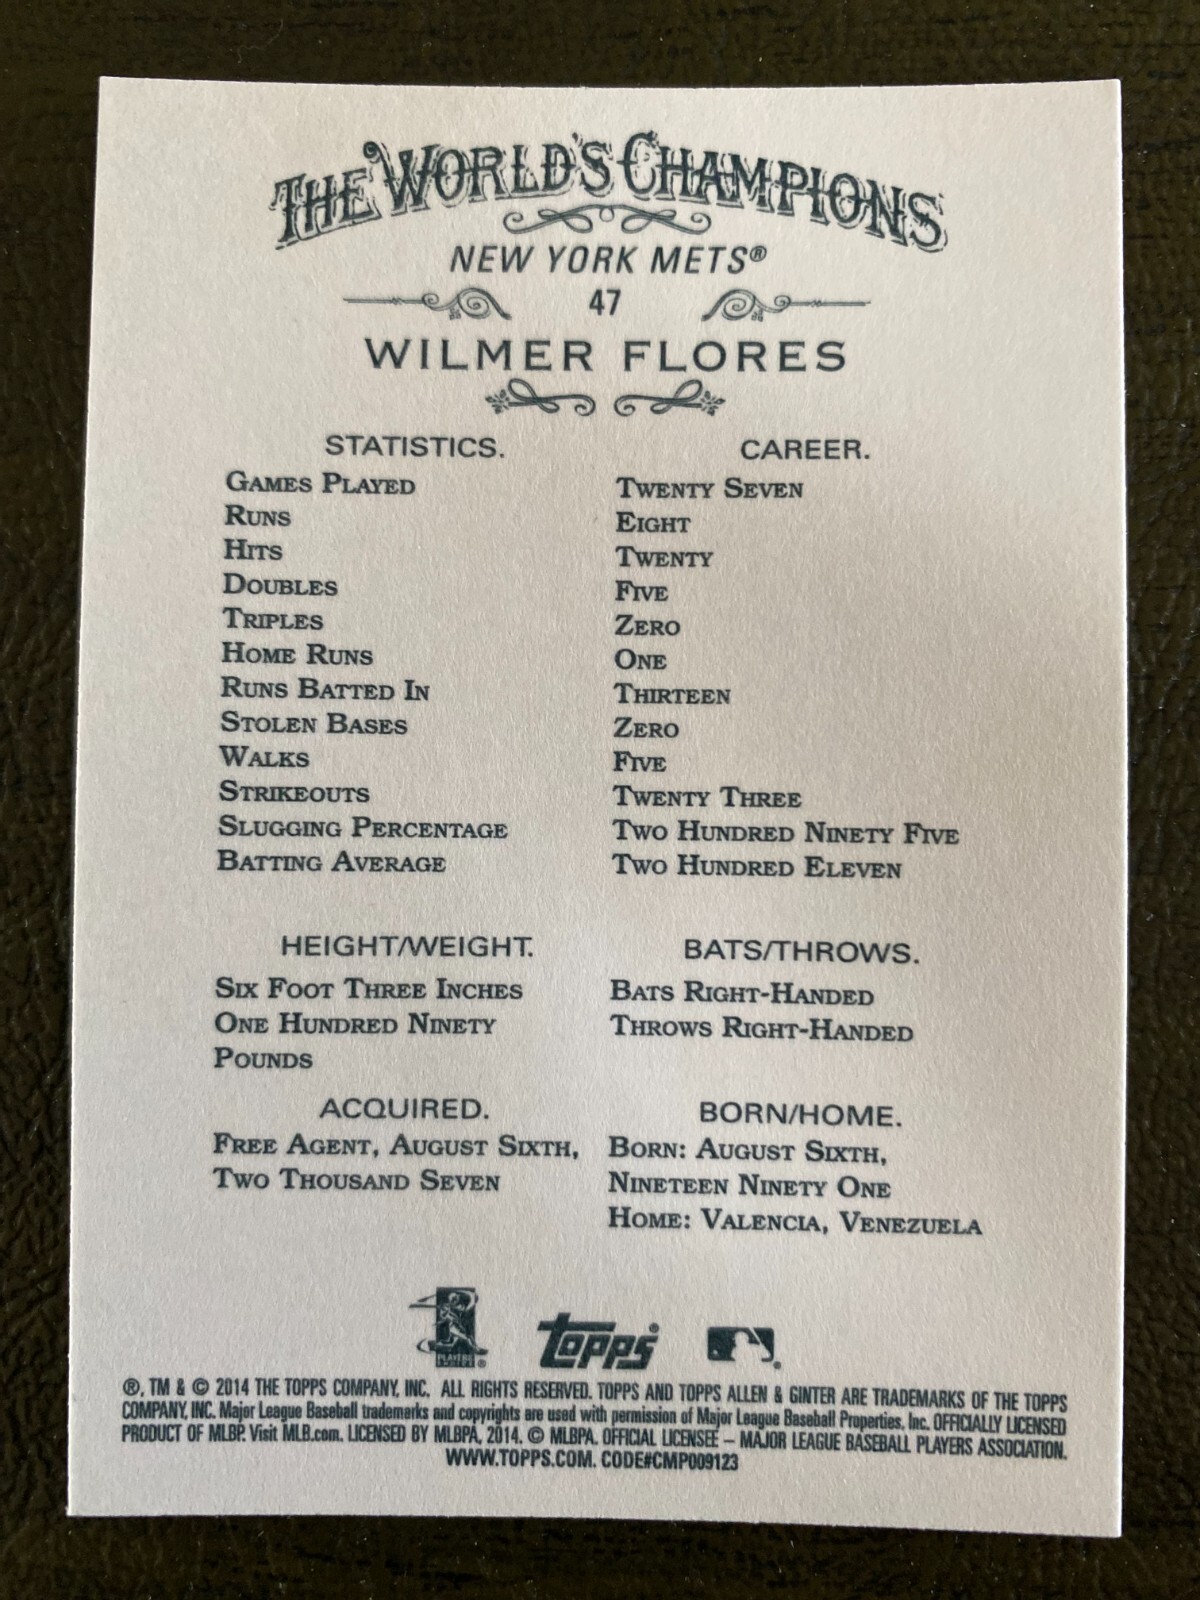 THE WORLD'S CHAMPIONS
NEW YORK METS®
47
WILMER FLORES
STATISTICS. CAREER.
GAMES PLAYED TWENTY SEVEN
RUNS EIGHT
HITS TWENTY
DOUBLES FIVE
TRIPLES ZERO
HOME RUNS ONE
RUNS BATTED IN THIRTEEN
STOLEN BASES ZERO
WALKS FIVE
STRIKEOUTS TWENTY THREE
SLUGGING PERCENTAGE TWO HUNDRED NINETY FIVE
BATTING AVERAGE TWO HUNDRED ELEVEN
HEIGHT/WEIGHT.
SIX FOOT THREE INCHES
ONE HUNDRED NINETY
POUNDS
BATS/THROWS.
BATS RIGHT-HANDED
THROWS RIGHT-HANDED
ACQUIRED.
FREE AGENT, AUGUST SIXTH,
TWO THOUSAND SEVEN
BORN/HOME.
BORN: AUGUST SIXTH,
NINETEEN NINETY ONE
HOME: VALENCIA, VENEZUELA
PLAYERS
®
Topps®
®, TM & © 2014 THE TOPPS COMPANY, INC. ALL RIGHTS RESERVED. TOPPS AND TOPPS ALLEN & GINTER ARE TRADEMARKS OF THE TOPPS
COMPANY, INC. Major League Baseball trademarks and copyrights are used with permission of Major League Baseball Properties, Inc. OFFICIALLY LICENSED
PRODUCT OF MLBP. Visit MLB.com. LICENSED BY MLBPA, 2014. © MLBPA. OFFICIAL LICENSEE – MAJOR LEAGUE BASEBALL PLAYERS ASSOCIATION.
WWW.TOPPS.COM. CODE#CMP009123